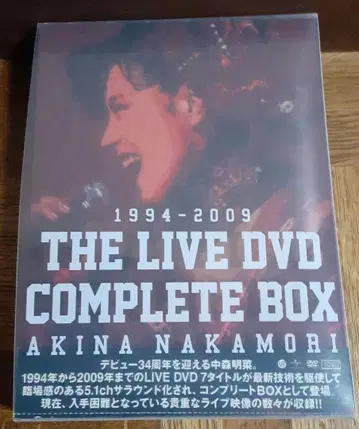 1994-2009
THE LIVE DVD
COMPLETE BOX
AKINA NAKAMORI
デビュー34周年を迎える中森明菜。
1994年から2009年までのLIVE DVD 7タイトルが最新技術を駆使して
臨場感のある5.1chサラウンド化され、コンプリートBOXとして登場。
現在、入手困難となっている貴重なライブ映像の数々が収録!!